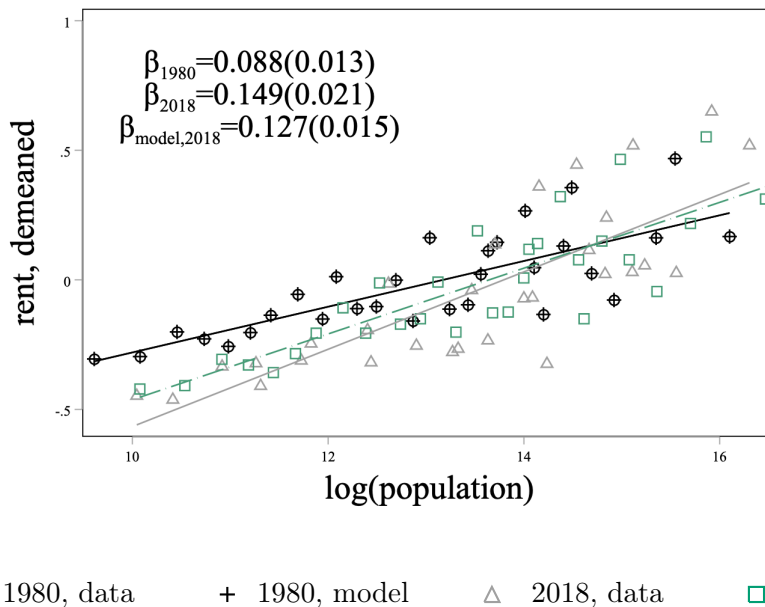 1
β1980=0.088(0.013)
β2018=0.149(0.021)
βmodel,2018=0.127(0.015)
.5
0
-.5
rent, demeaned
10 12 14 16
log(population)
1980, data 1980, model 2018, data